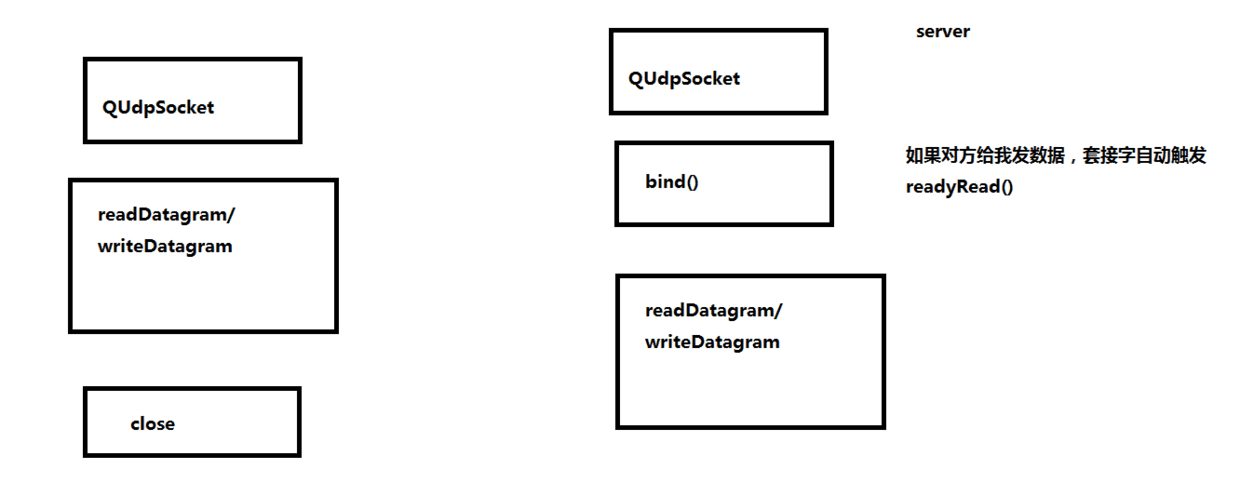 QUdpSocket
readDatagram/
writeDatagram
close
server
QUdpSocket
bind()
如果对方给我发数据，套接字自动触发
readyRead()
readDatagram/
writeDatagram